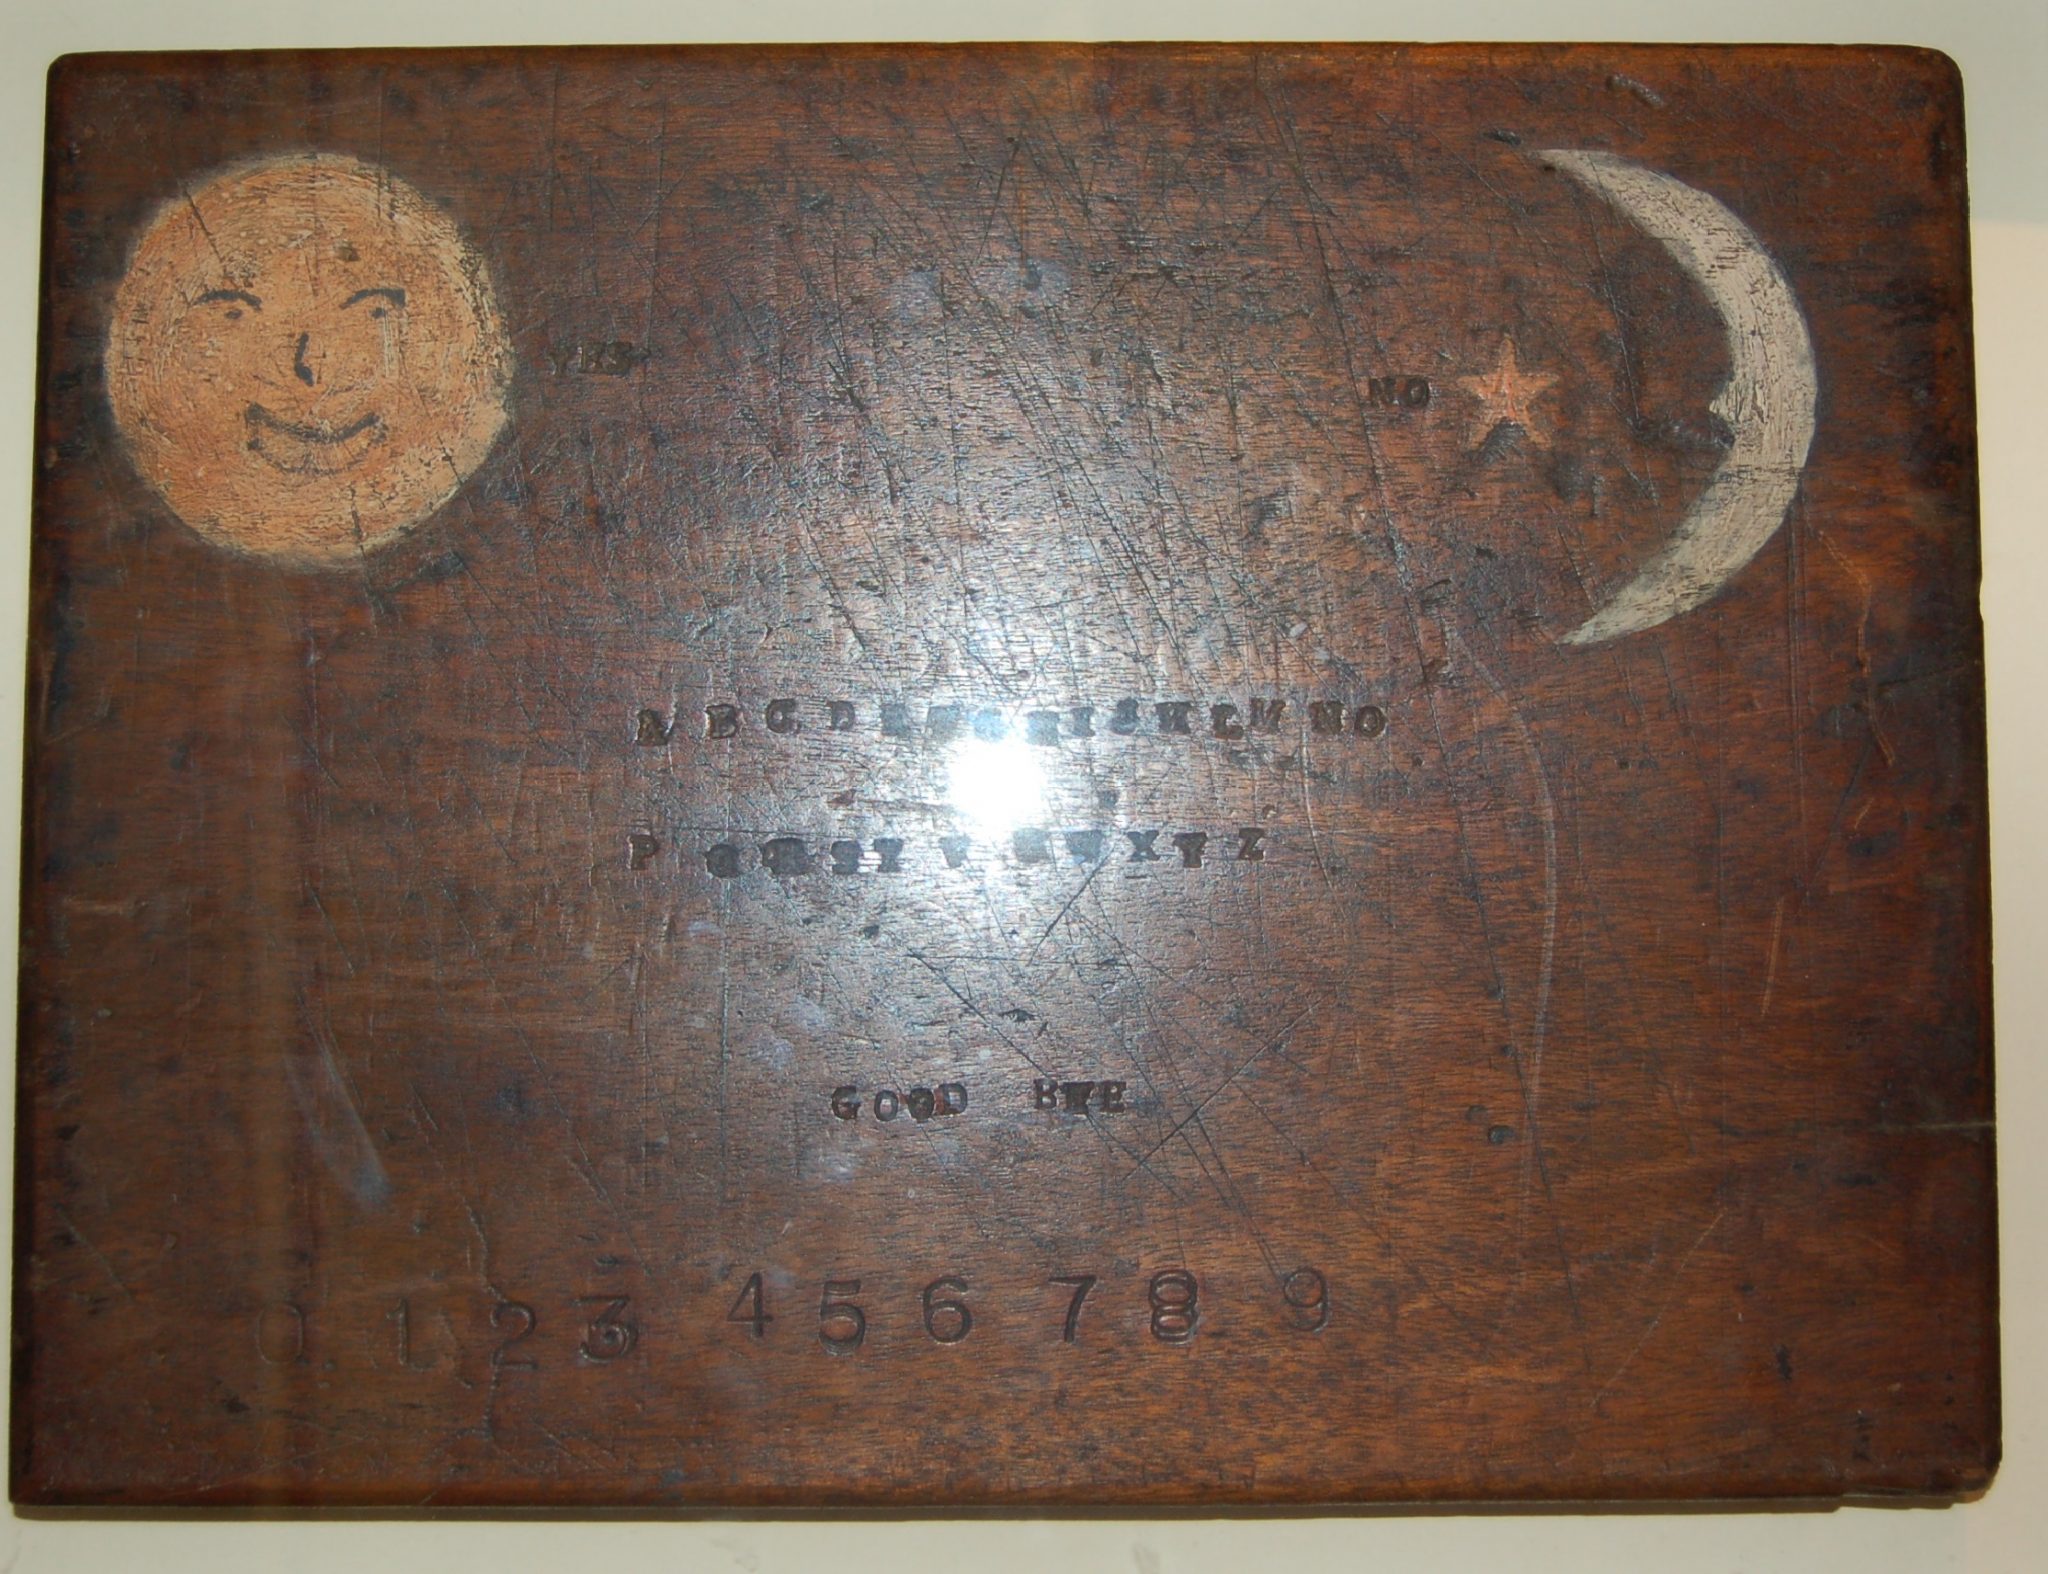 YES NO
A B C D E F G H I J K L M N O
P Q R S T U V W X Y Z
GOOD BYE
0 1 2 3 4 5 6 7 8 9